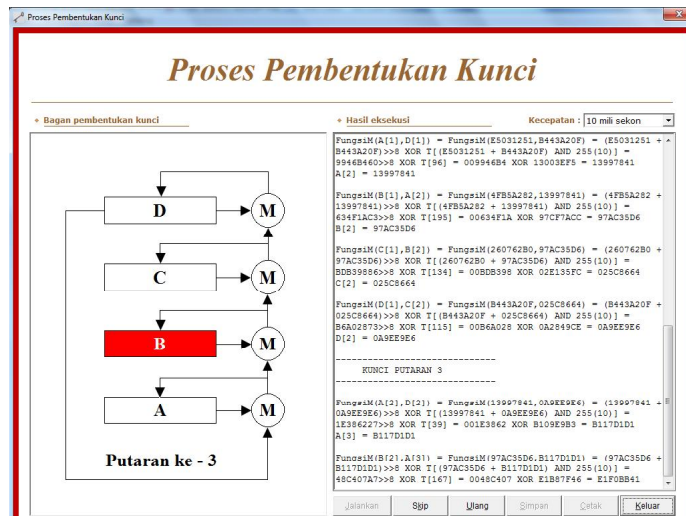 Proses Pembentukan Kunci
Proses Pembentukan Kunci
Bagan pembentukan kunci
D
M
C
M
B
M
A
M
Putaran ke - 3
Hasil eksekusi
Kecepatan : 10 mili sekon
FungsiM(A[1],D[1]) = FungsiM(E5031251,B443A20F) = (E5031251 +
B443A20F)>>8 XOR T[(E5031251 + B443A20F) AND 255(10)] =
9946B460>>8 XOR T[96] = 009946B4 XOR 13003EF5 = 13997841
A[2] = 13997841
FungsiM(B[1],A[2]) = FungsiM(4FB5A282,13997841) = (4FB5A282 +
13997841)>>8 XOR T[(4FB5A282 + 13997841) AND 255(10)] =
634F1AC3>>8 XOR T[195] = 00634F1A XOR 97CF7ACC = 97AC35D6
B[2] = 97AC35D6
FungsiM(C[1],B[2]) = FungsiM(260762B0,97AC35D6) = (260762B0 +
97AC35D6)>>8 XOR T[(260762B0 + 97AC35D6) AND 255(10)] =
BDB39886>>8 XOR T[134] = 00BDB398 XOR 02E135FC = 025C8664
C[2] = 025C8664
FungsiM(D[1],C[2]) = FungsiM(B443A20F,025C8664) = (B443A20F +
025C8664)>>8 XOR T[(B443A20F + 025C8664) AND 255(10)] =
B6A02873>>8 XOR T[115] = 00B6A028 XOR 0A2849CE = 0A9EE9E6
D[2] = 0A9EE9E6
-------------------------------
KUNCI PUTARAN 3
-------------------------------
FungsiM(A[2],D[2]) = FungsiM(13997841,0A9EE9E6) = (13997841 +
0A9EE9E6)>>8 XOR T[(13997841 + 0A9EE9E6) AND 255(10)] =
1E386227>>8 XOR T[39] = 001E3862 XOR B109E9B3 = B117D1D1
A[3] = B117D1D1
FungsiM(B[2],A[3]) = FungsiM(97AC35D6,B117D1D1) = (97AC35D6 +
B117D1D1)>>8 XOR T[(97AC35D6 + B117D1D1) AND 255(10)] =
48C407A7>>8 XOR T[167] = 0048C407 XOR E1B87F46 = E1F0BB41
Jalankan Skip Ulang Simpan Cetak Keluar